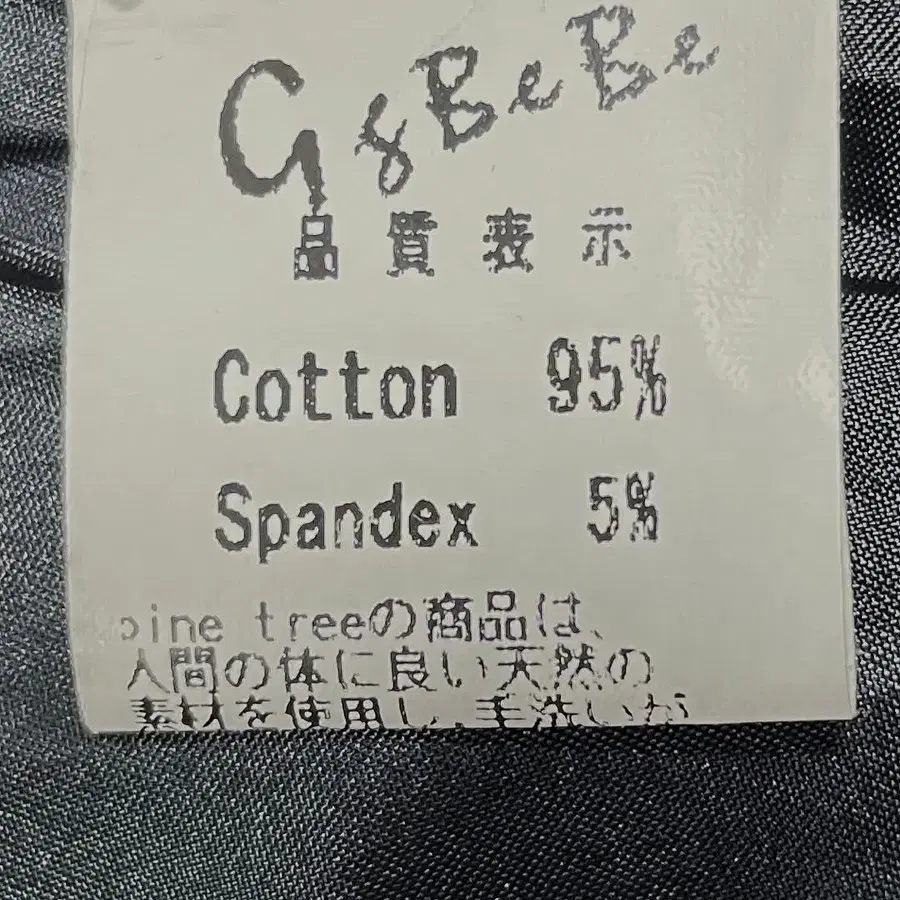 GsBeBe
品質表示
Cotton 95%
Spandex 5%
pine treeの商品は、
人間の体に良い天然の
素材を使用し、手洗いが